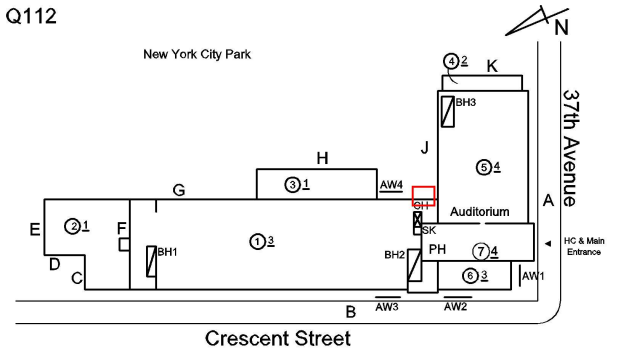 Q112
N
New York City Park
④ 2
K
BH3
37th Avenue
J
H
⑤ 4
③ 1
AW4
G
A
CH
Auditorium
E
② 1
F
SK
① 3
PH
⑦ 4
HC & Main
Entrance
D
BH1
BH2
C
⑥ 3
AW1
B
AW3
AW2
Crescent Street